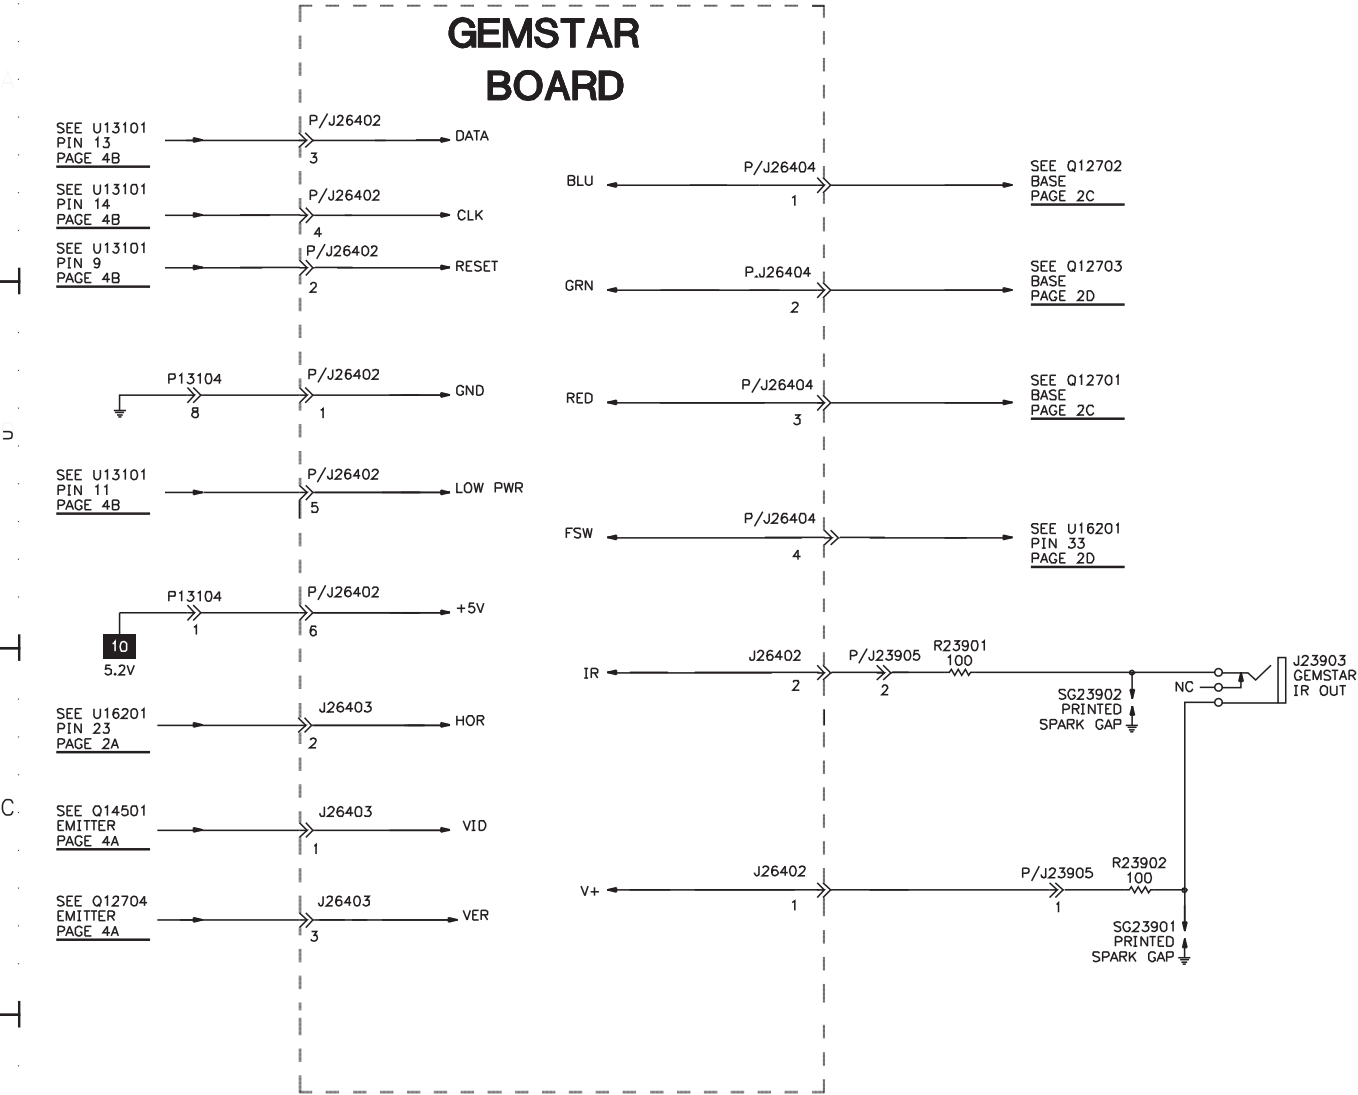 GEMSTAR
BOARD
SEE U13101
PIN 13
PAGE 4B
P/J26402
3
DATA
SEE U13101
PIN 14
PAGE 4B
P/J26402
4
CLK
SEE U13101
PIN 9
PAGE 4B
P/J26402
2
RESET
P13104
8
P/J26402
1
GND
SEE U13101
PIN 11
PAGE 4B
P/J26402
5
LOW PWR
10
5.2V
P13104
1
P/J26402
6
+5V
SEE U16201
PIN 23
PAGE 2A
J26403
2
HOR
SEE Q14501
EMITTER
PAGE 4A
J26403
1
VID
SEE Q12704
EMITTER
PAGE 4A
J26403
3
VER
BLU
P/J26404
1
SEE Q12702
BASE
PAGE 2C
GRN
P.J26404
2
SEE Q12703
BASE
PAGE 2D
RED
P/J26404
3
SEE Q12701
BASE
PAGE 2C
FSW
P/J26404
4
SEE U16201
PIN 33
PAGE 2D
IR
J26402
2
P/J23905
2
R23901
100
SG23902
PRINTED
SPARK GAP
NC
J23903
GEMSTAR
IR OUT
V+
J26402
1
P/J23905
1
R23902
100
SG23901
PRINTED
SPARK GAP
C